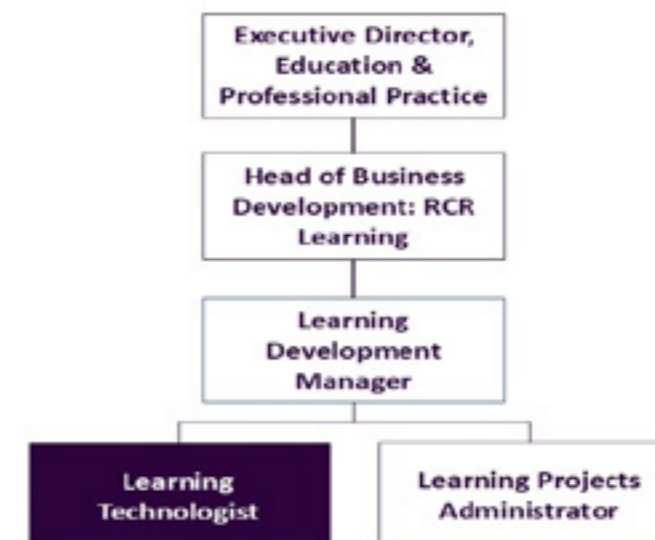 Executive Director,
Education &
Professional Practice
Head of Business
Development: RCR
Learning
Learning
Development
Manager
Learning
Technologist
Learning Projects
Administrator